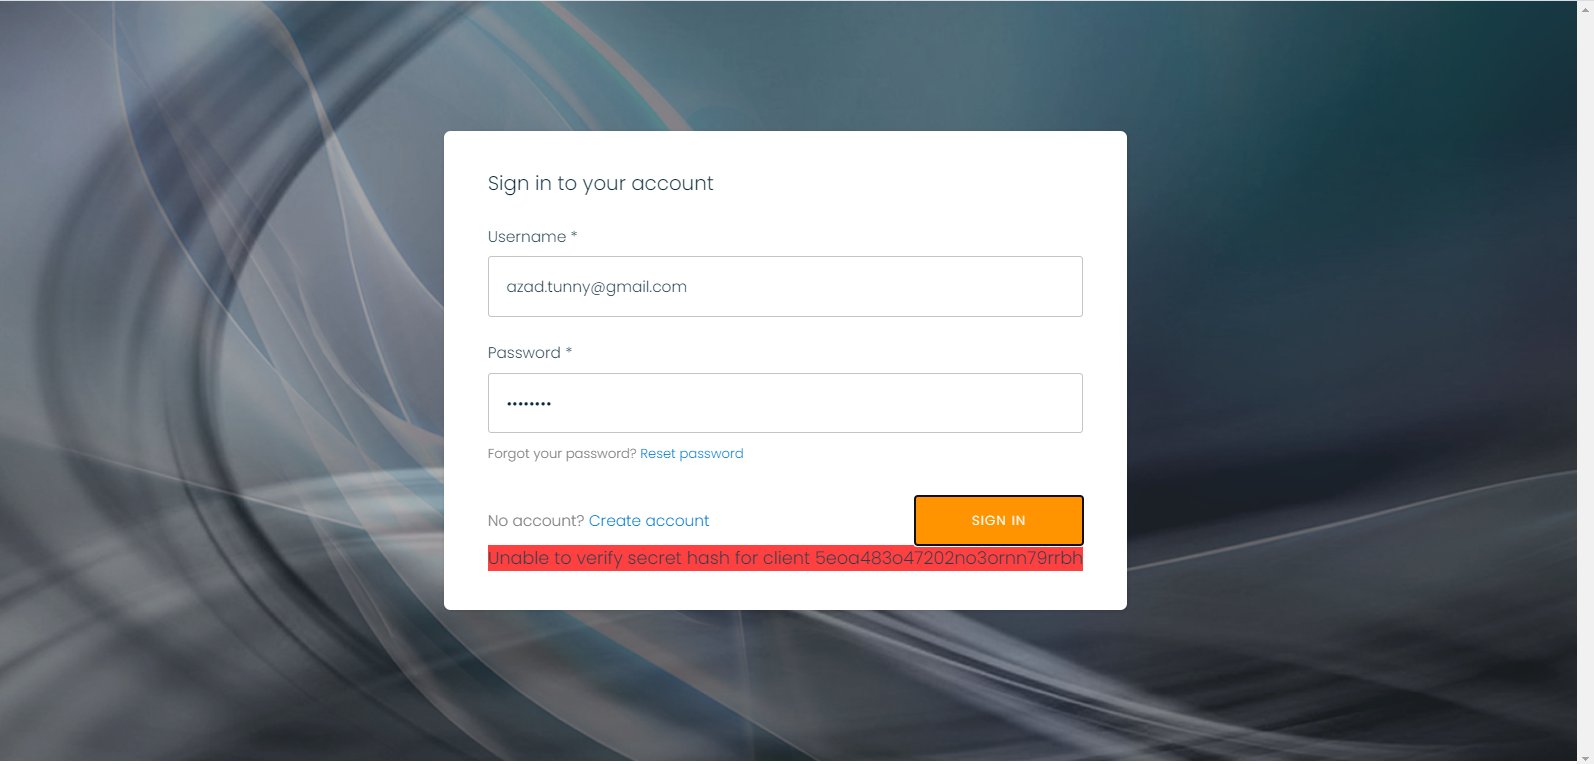 Sign in to your account
Username *
azad.tunny@gmail.com
Password *
••••••••
Forgot your password? Reset password
No account? Create account
SIGN IN
Unable to verify secret hash for client 5eoa483o47202no3ornn79rrbh